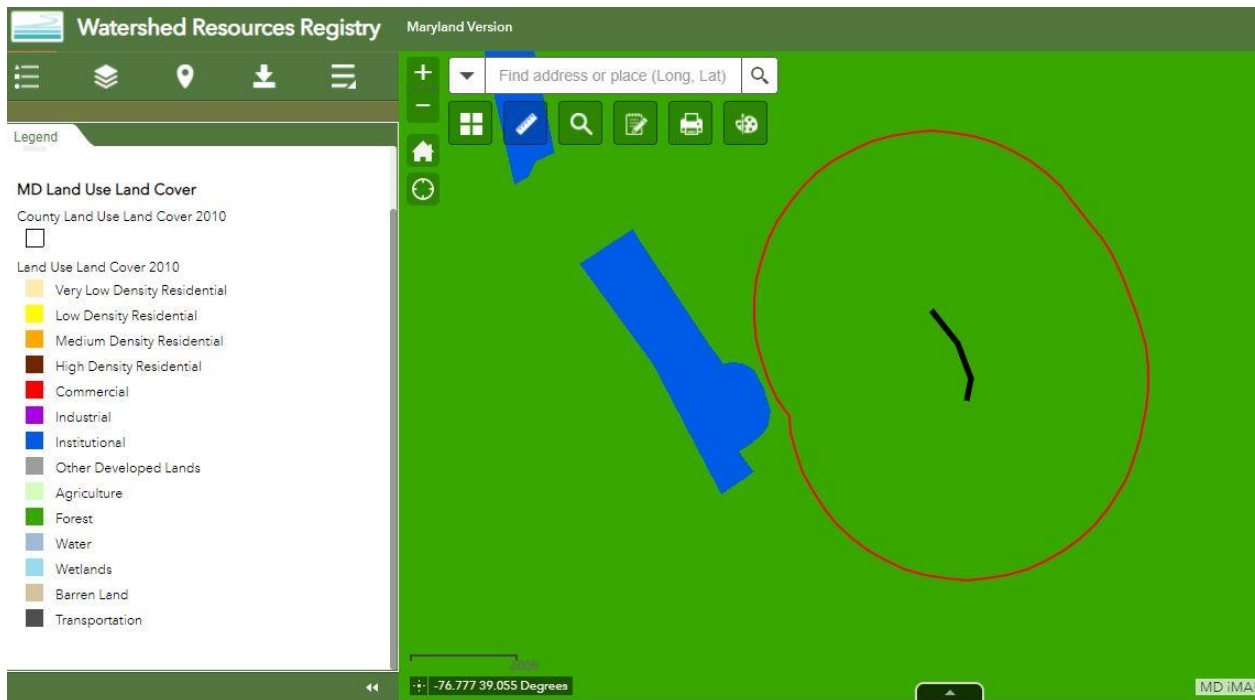 Watershed Resources Registry
Maryland Version
Find address or place (Long, Lat)
Legend
MD Land Use Land Cover
County Land Use Land Cover 2010
Land Use Land Cover 2010
Very Low Density Residential
Low Density Residential
Medium Density Residential
High Density Residential
Commercial
Industrial
Institutional
Other Developed Lands
Agriculture
Forest
Water
Wetlands
Barren Land
Transportation
-76.777 39.055 Degrees